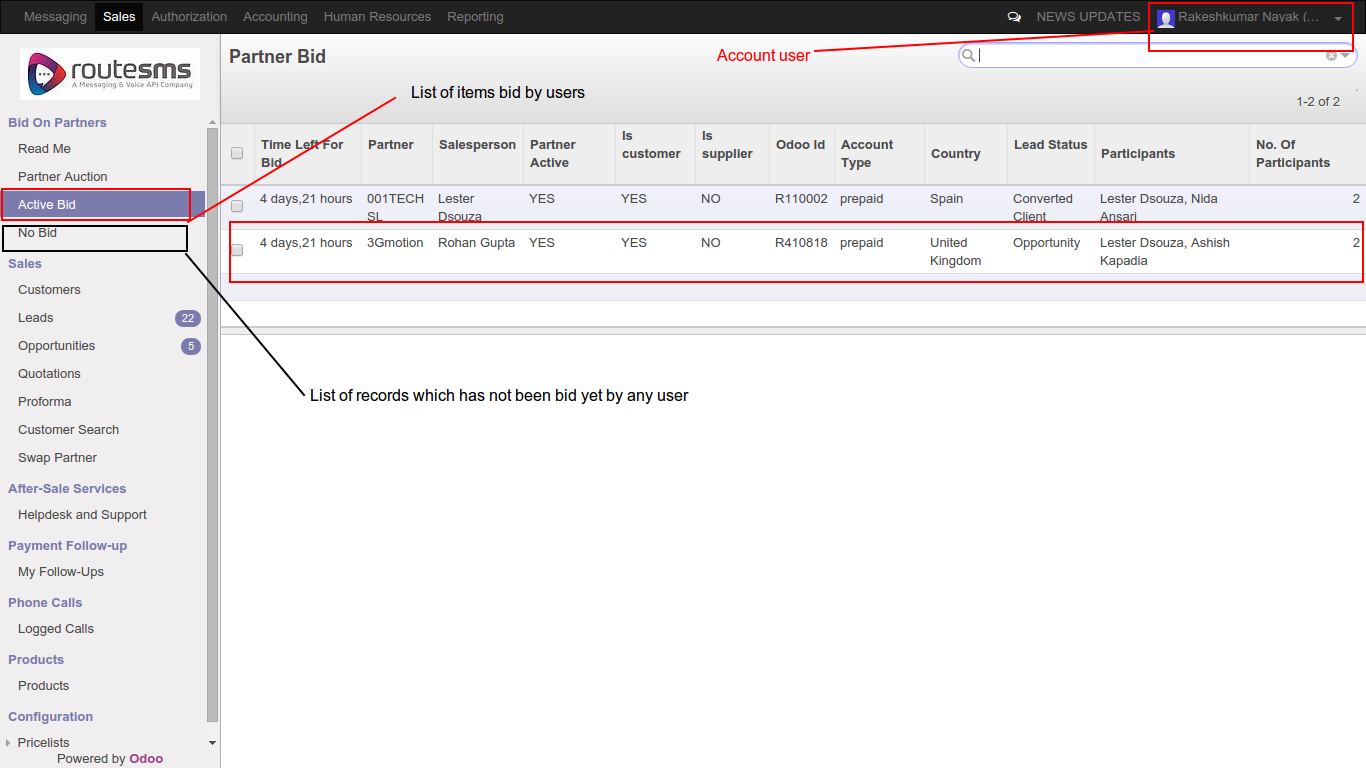 Messaging Sales Authorization Accounting Human Resources Reporting NEWS UPDATES Rakeshkumar Nayak (...
routesms
A Messaging & Voice API Company
Bid On Partners
Read Me
Partner Auction
Active Bid
No Bid
Sales
Customers
Leads 22
Opportunities 5
Quotations
Proforma
Customer Search
Swap Partner
After-Sale Services
Helpdesk and Support
Payment Follow-up
My Follow-Ups
Phone Calls
Logged Calls
Products
Products
Configuration
Pricelists
Powered by Odoo
Partner Bid
Account user
List of items bid by users
1-2 of 2
Time Left For Bid Partner Salesperson Partner Active Is customer Is supplier Odoo Id Account Type Country Lead Status Participants No. Of Participants
4 days,21 hours 001TECH SL Lester Dsouza YES YES NO R110002 prepaid Spain Converted Client Lester Dsouza, Nida Ansari 2
4 days,21 hours 3Gmotion Rohan Gupta YES YES NO R410818 prepaid United Kingdom Opportunity Lester Dsouza, Ashish Kapadia 2
List of records which has not been bid yet by any user